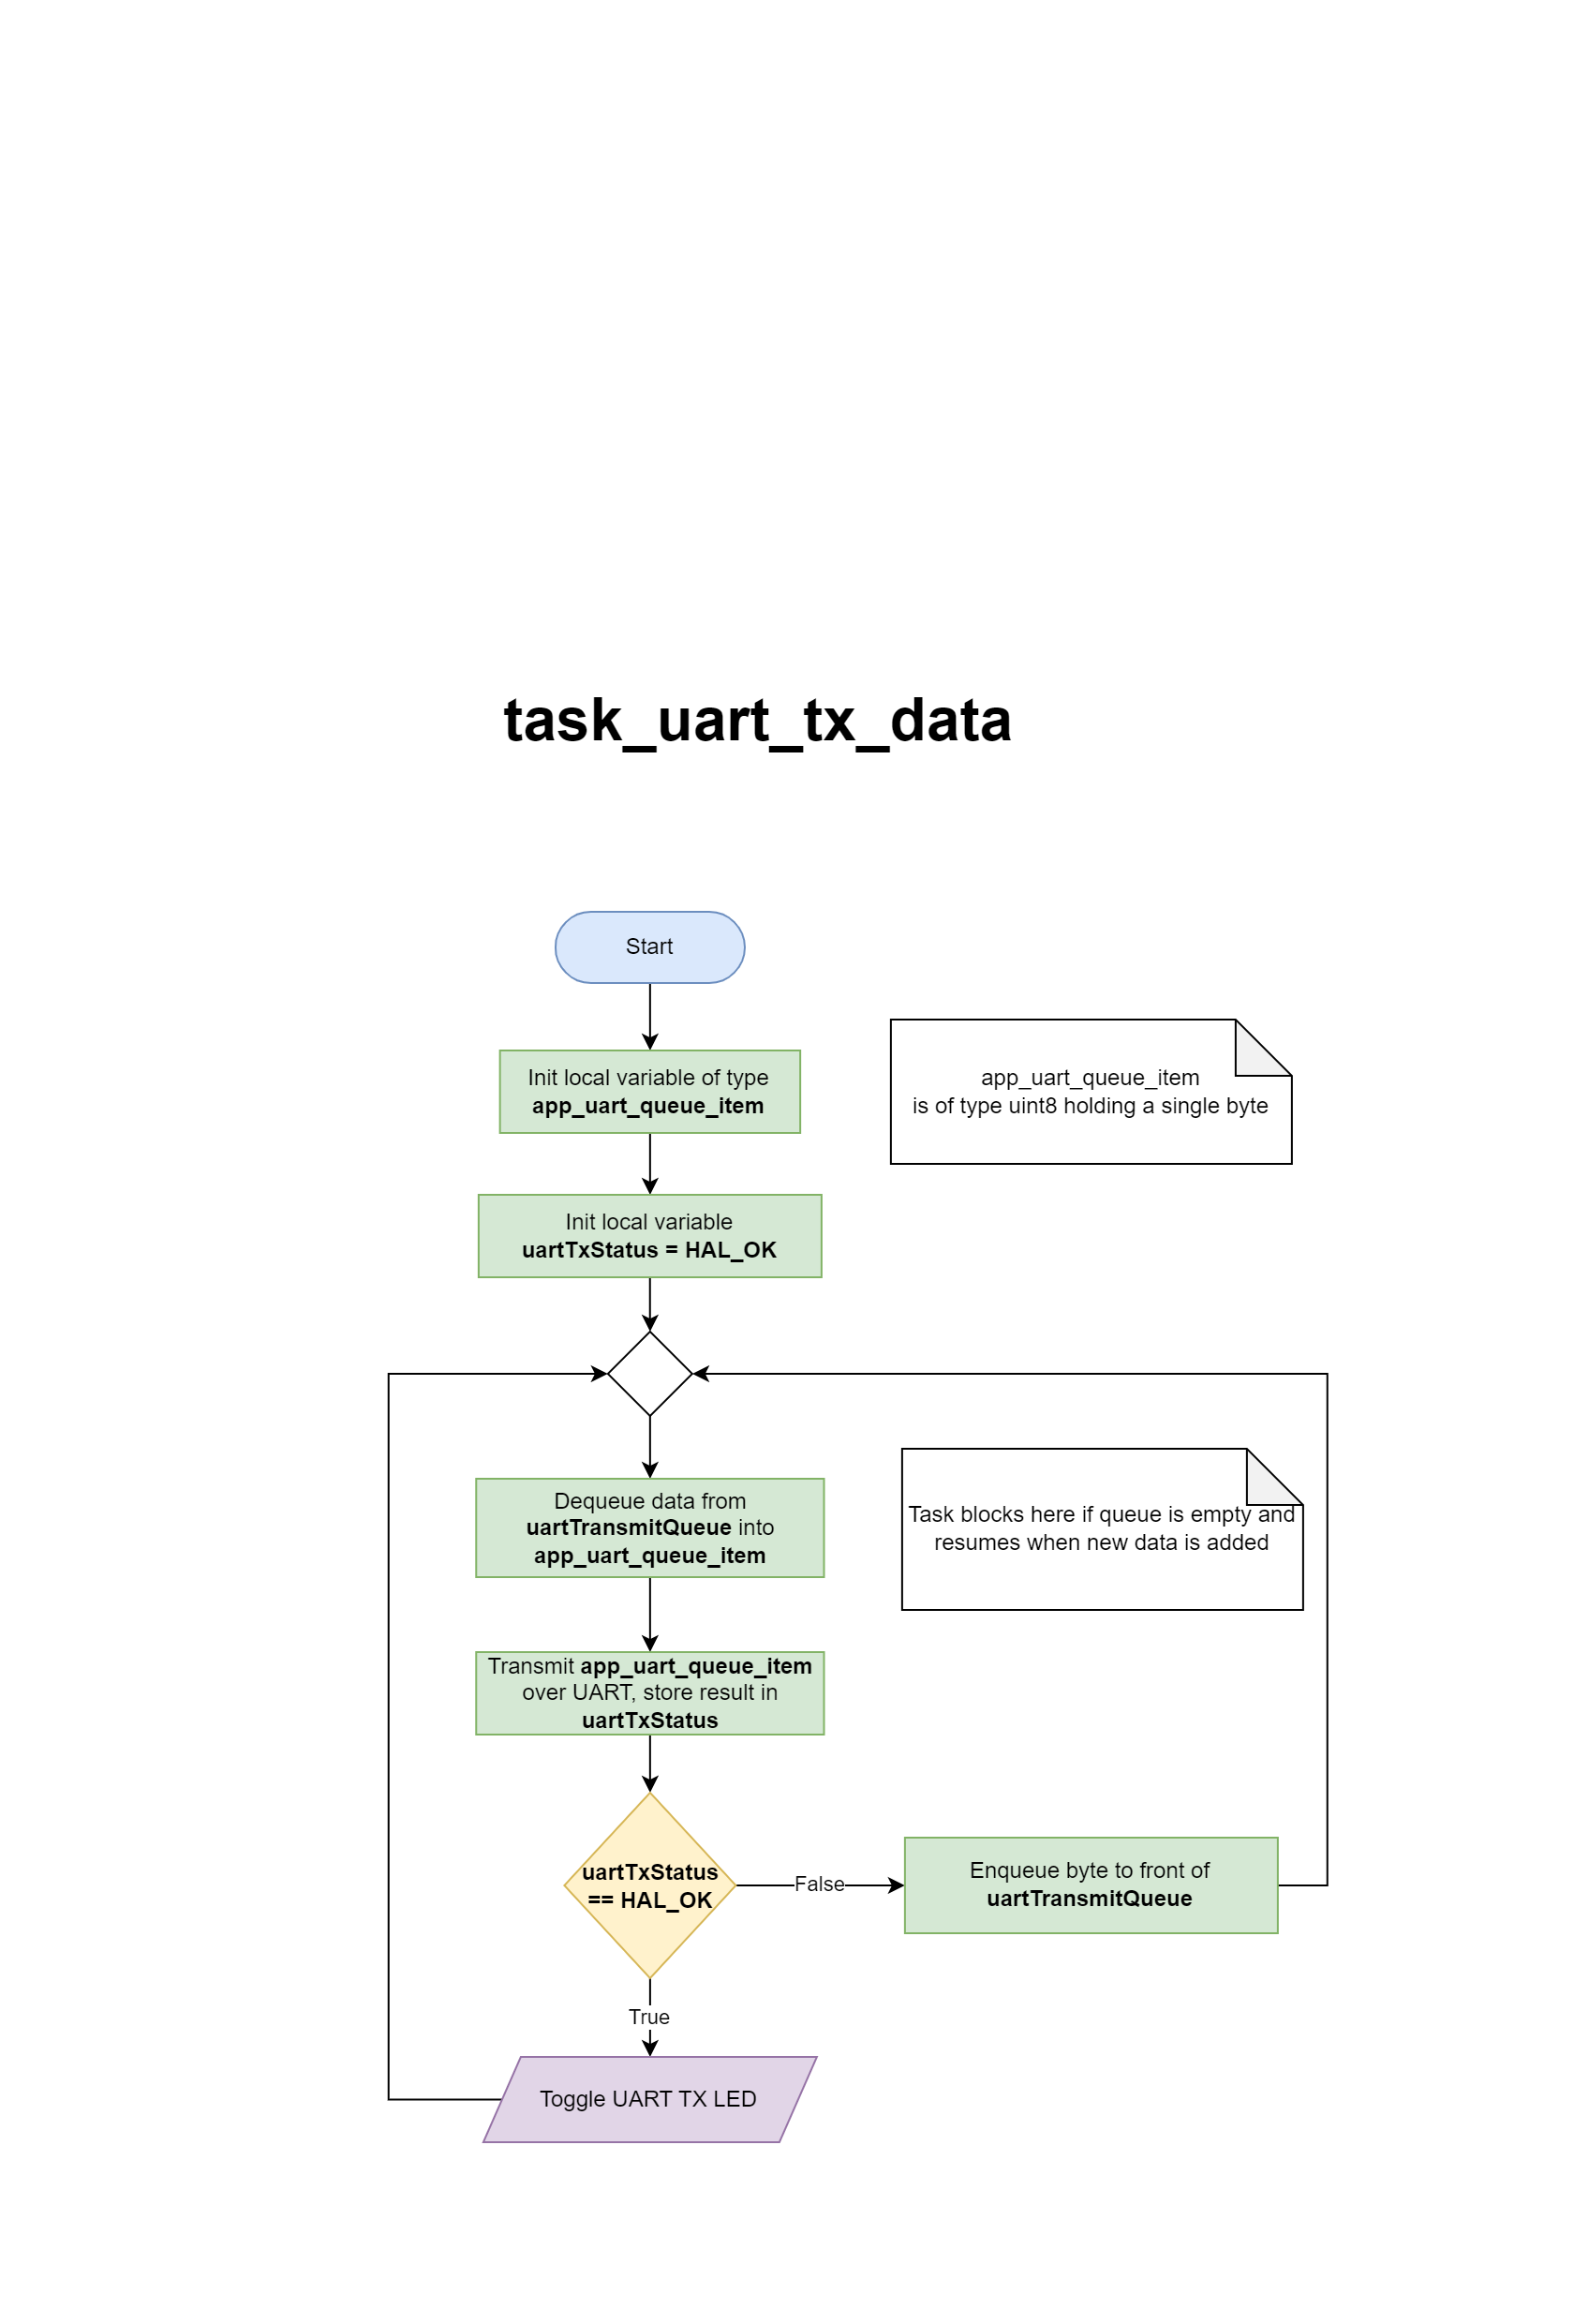 task_uart_tx_data
Start
Init local variable of type
app_uart_queue_item
app_uart_queue_item
is of type uint8 holding a single byte
Init local variable
uartTxStatus = HAL_OK
Dequeue data from
uartTransmitQueue into
app_uart_queue_item
Task blocks here if queue is empty and
resumes when new data is added
Transmit app_uart_queue_item
over UART, store result in
uartTxStatus
uartTxStatus
== HAL_OK
False
Enqueue byte to front of
uartTransmitQueue
True
Toggle UART TX LED